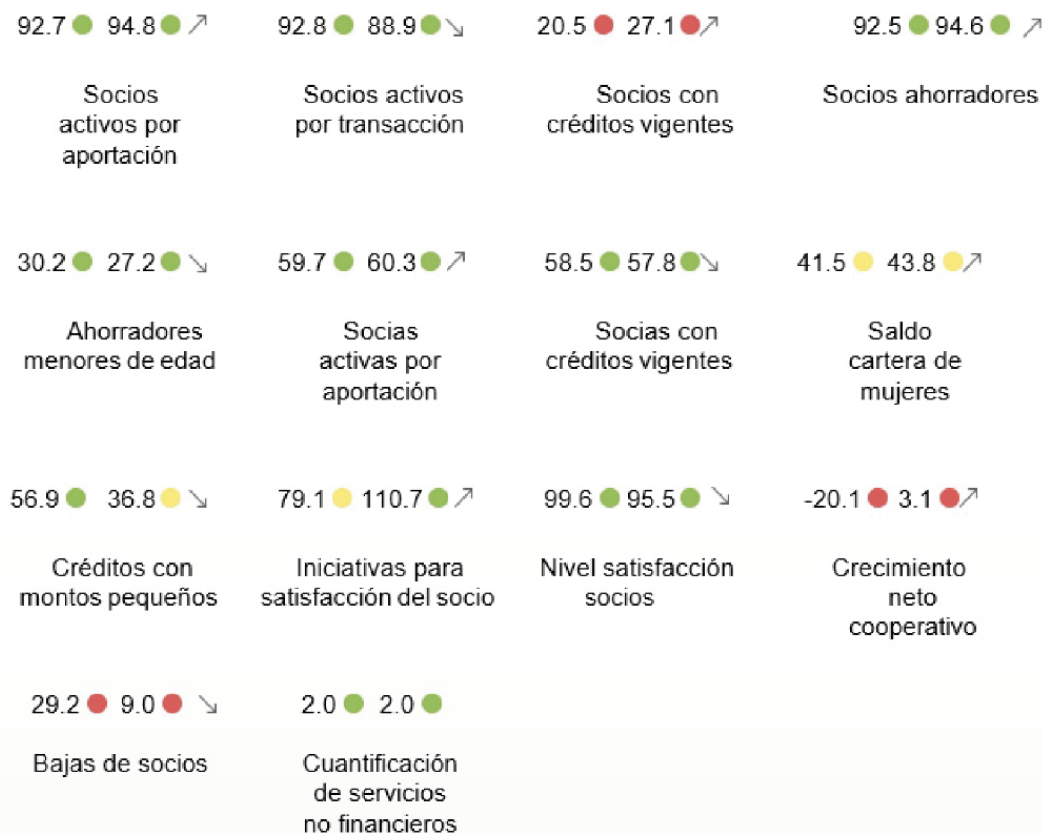 92.7 94.8
92.8 88.9
20.5 27.1
92.5 94.6
Socios
activos por
aportación
Socios activos
por transacción
Socios con
créditos vigentes
Socios ahorradores
30.2 27.2
59.7 60.3
58.5 57.8
41.5 43.8
Ahorradores
menores de edad
Socias
activas por
aportación
Socias con
créditos vigentes
Saldo
cartera de
mujeres
56.9 36.8
79.1 110.7
99.6 95.5
-20.1 3.1
Créditos con
montos pequeños
Iniciativas para
satisfacción del socio
Nivel satisfacción
socios
Crecimiento
neto
cooperativo
29.2 9.0
2.0 2.0
Bajas de socios
Cuantificación
de servicios
no financieros